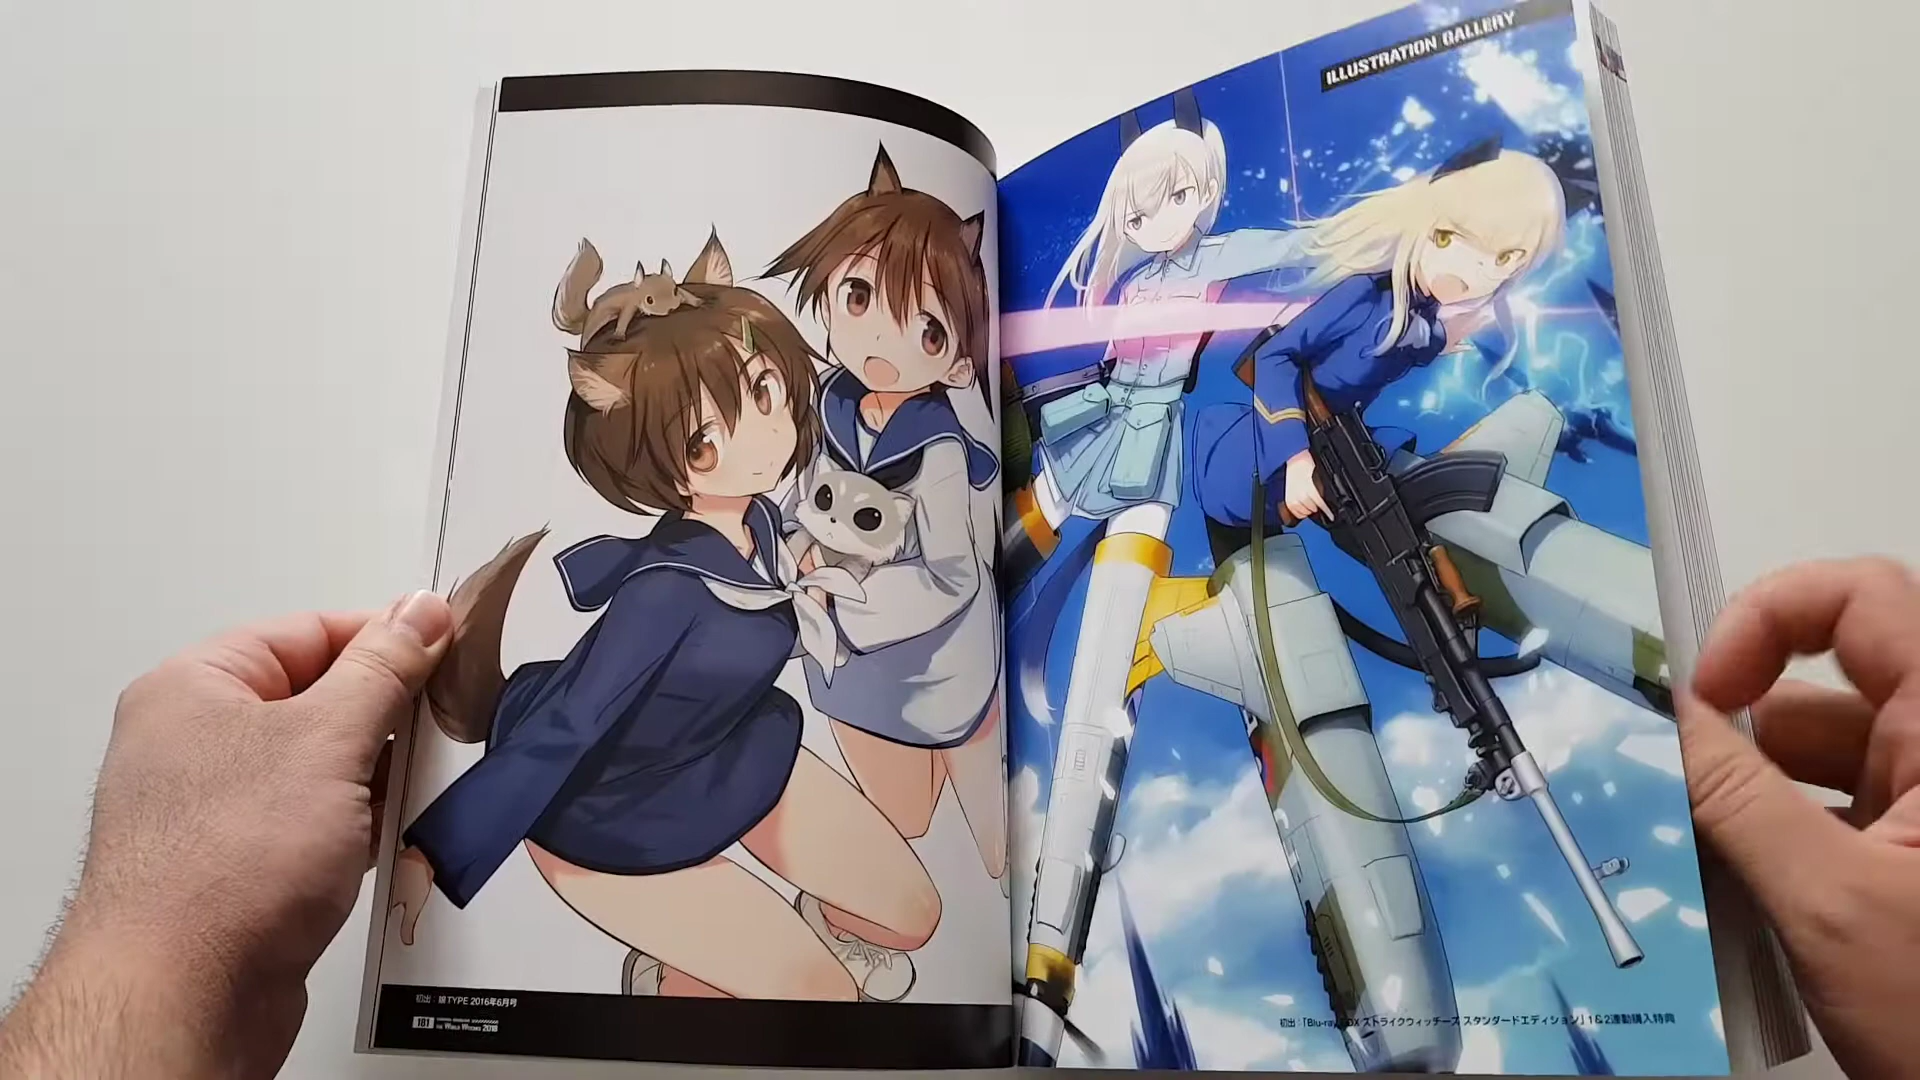 ILLUSTRATION GALLERY
初出：娘TYPE 2016年6月号
181 THE WORLD WITCHES 2018
初出：「Blu-ray BOX ストライクウィッチーズ スタンダードエディション」1＆2連動購入特典